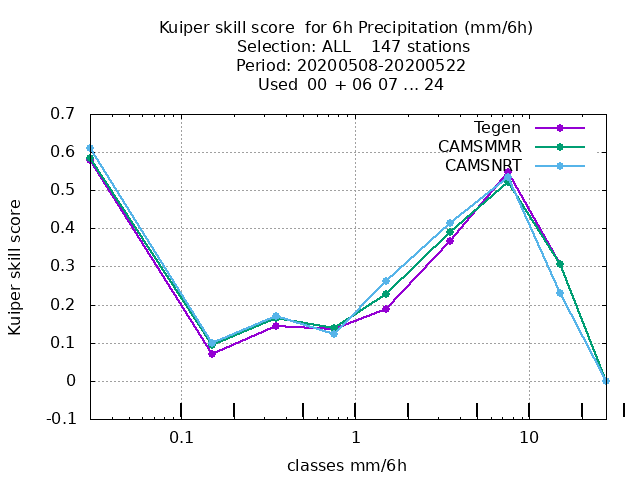 Kuiper skill score  for 6h Precipitation (mm/6h)
Selection: ALL    147 stations
Period: 20200508-20200522
Used  00  + 06 07 ... 24
Tegen
CAMSMMR
CAMSNRT
0.7
0.6
0.5
0.4
0.3
0.2
0.1
0
-0.1
Kuiper skill score
0.1
1
10
classes mm/6h